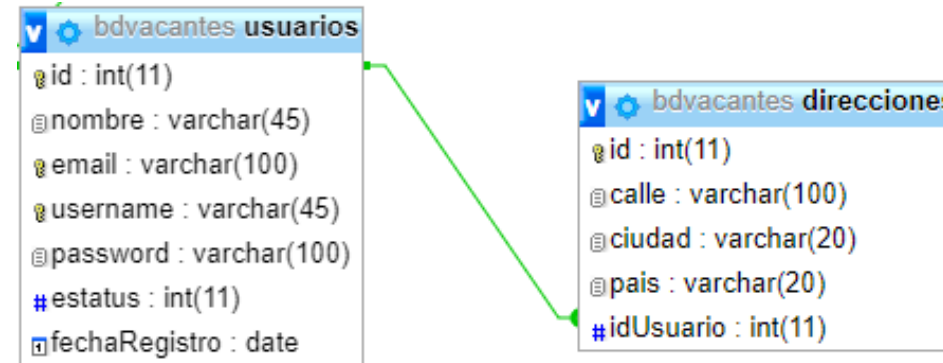 bdvacantes usuarios
id : int(11)
nombre : varchar(45)
email : varchar(100)
username : varchar(45)
password : varchar(100)
# estatus : int(11)
fechaRegistro : date
bdvacantes direcciones
id : int(11)
calle : varchar(100)
ciudad : varchar(20)
pais : varchar(20)
# idUsuario : int(11)